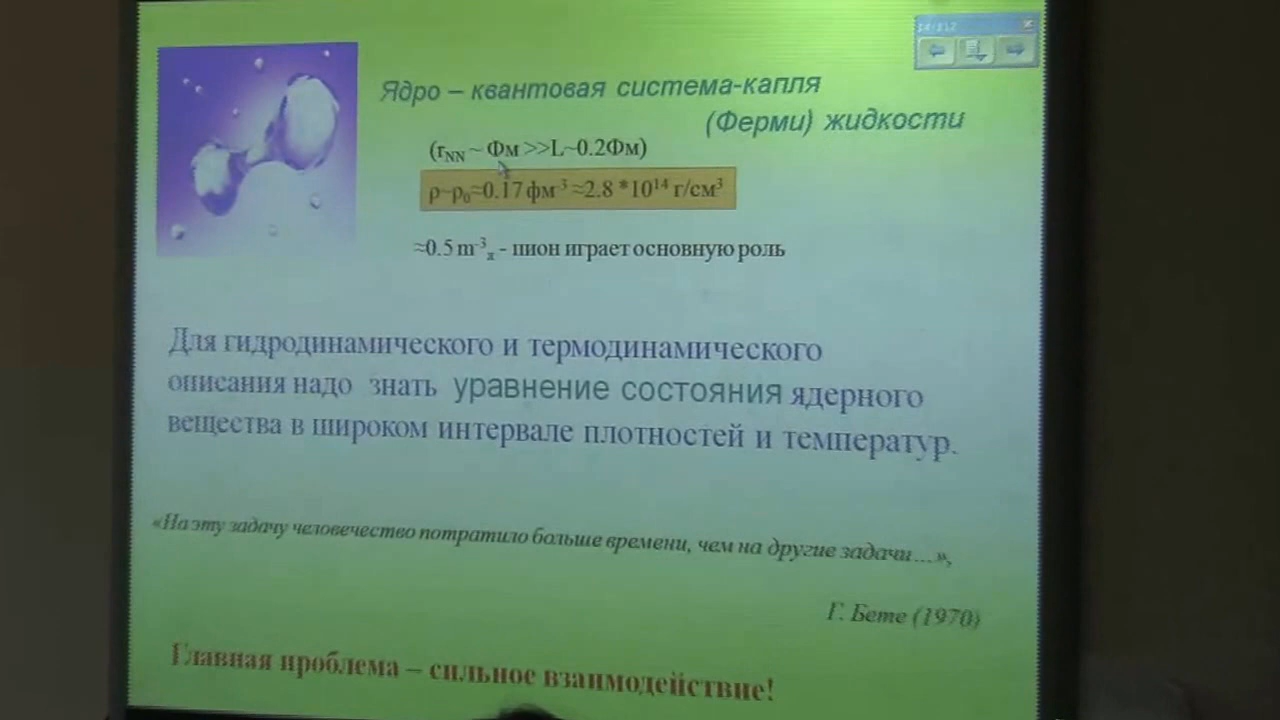 Ядро – квантовая система-капля
(Ферми) жидкости
(rNN ~ Фм >>L~0.2Фм)
ρ~ρ0≈0.17 фм-3 ≈2.8 *1014 г/см3
≈0.5 m-3π - пион играет основную роль
Для гидродинамического и термодинамического
описания надо знать уравнение состояния ядерного
вещества в широком интервале плотностей и температур.
«На эту задачу человечество потратило больше времени, чем на другие задачи…»,
Г. Бете (1970)
Главная проблема – сильное взаимодействие!